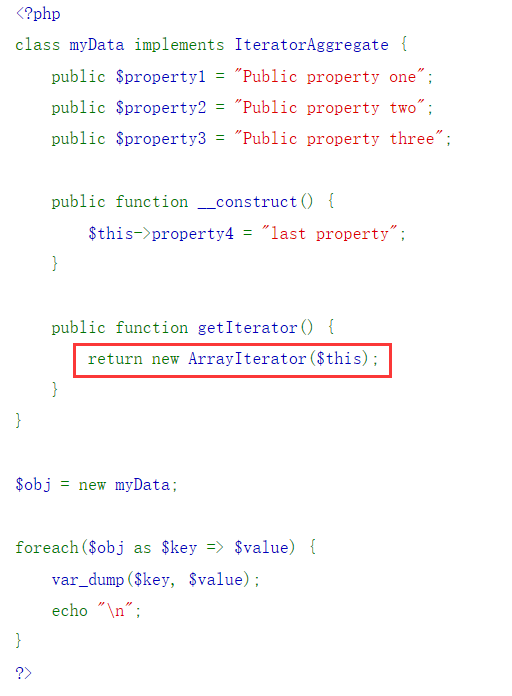 <?php
class myData implements IteratorAggregate {
    public $property1 = "Public property one";
    public $property2 = "Public property two";
    public $property3 = "Public property three";

    public function __construct() {
        $this->property4 = "last property";
    }

    public function getIterator() {
        return new ArrayIterator($this);
    }
}

$obj = new myData;

foreach($obj as $key => $value) {
    var_dump($key, $value);
    echo "\n";
}
?>